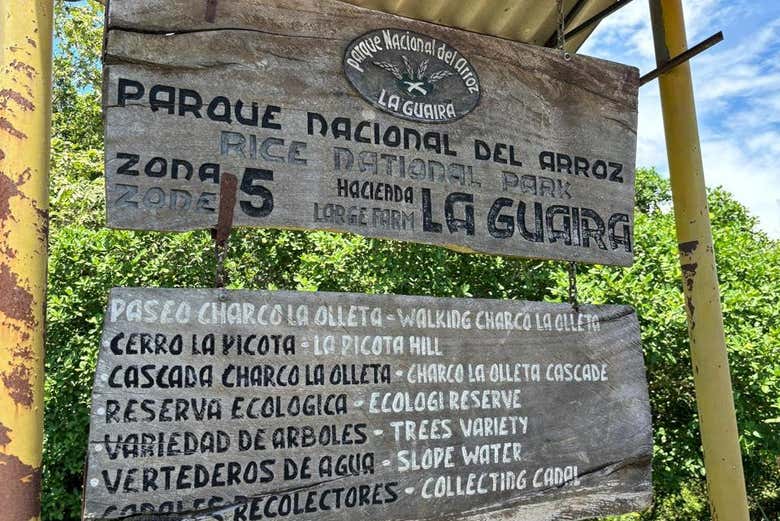 Parque Nacional del Arroz
LA GUAIRA
PARQUE NACIONAL DEL ARROZ
RICE NATIONAL PARK
ZONA 5 HACIENDA LA GUAIRA
ZONE LARGE FARM
PASEO CHARCO LA OLLETA - WALKING CHARCO LA OLLETA
· CERRO LA PICOTA - LA PICOTA HILL
· CASCADA CHARCO LA OLLETA - CHARCO LA OLLETA CASCADE
· RESERVA ECOLOGICA - ECOLOGI RESERVE
· VARIEDAD DE ARBOLES - TREES VARIETY
· VERTEDEROS DE AGUA - SLOPE WATER
· CANALES RECOLECTORES - COLLECTING CANAL